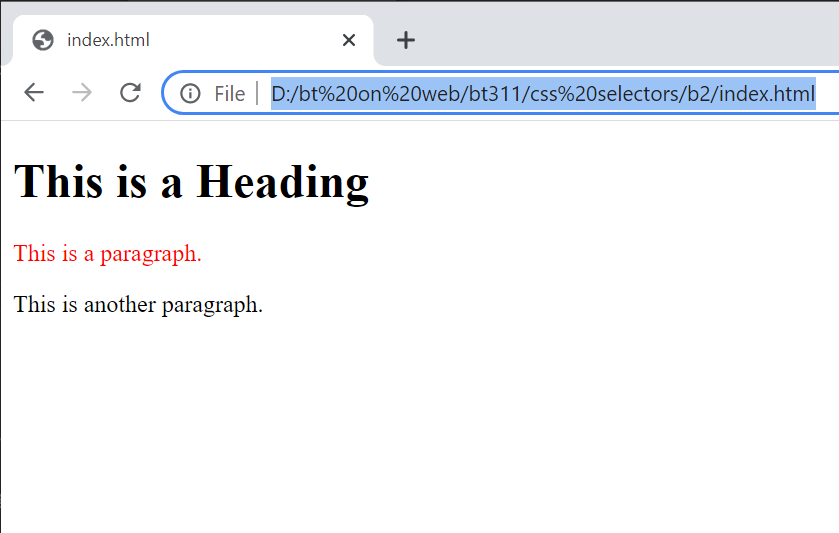 index.html
File D:/bt%20on%20web/bt311/css%20selectors/b2/index.html
This is a Heading
This is a paragraph.
This is another paragraph.